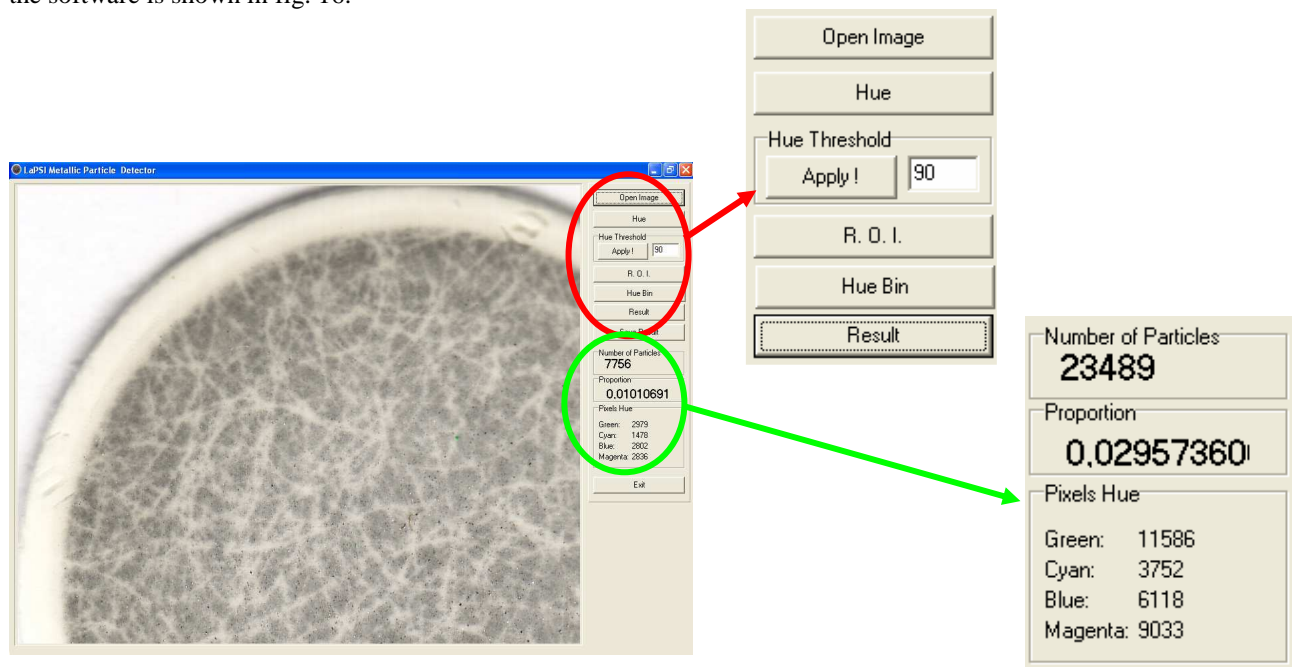 the software is shown in fig. 10.
LaPSI Metallic Particle Detector
Open Image
Hue
Hue Threshold
Apply !
90
R. O. I.
Hue Bin
Result
Save Result
Number of Particles
7756
Proportion
0,01010691
Pixels Hue
Green: 2979
Cyan: 1478
Blue: 2802
Magenta: 2836
Exit
Open Image
Hue
Hue Threshold
Apply !
90
R. O. I.
Hue Bin
Result
Number of Particles
23489
Proportion
0,02957360
Pixels Hue
Green: 11586
Cyan: 3752
Blue: 6118
Magenta: 9033